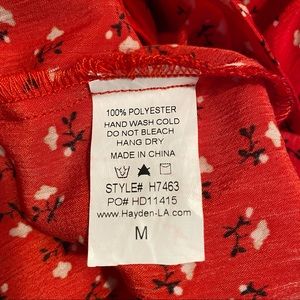 100% POLYESTER
HAND WASH COLD
DO NOT BLEACH
HANG DRY
MADE IN CHINA
STYLE# H7463
PO# HD11415
www.Hayden-LA.com
M